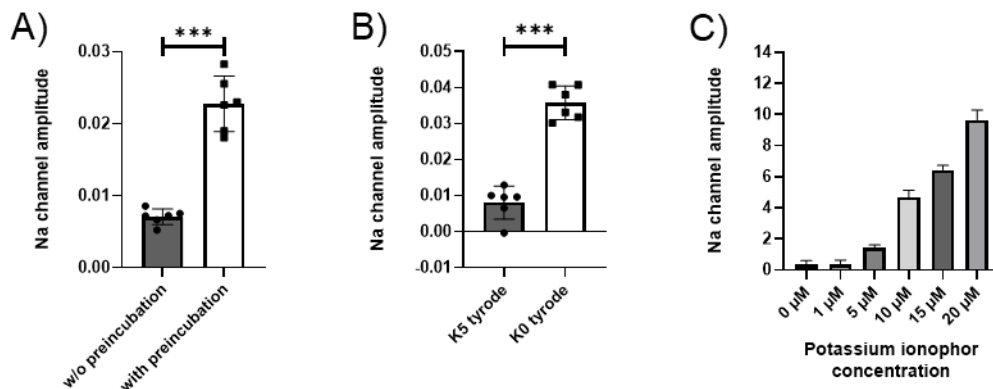 A)
***
Na channel amplitude
0.03
0.02
0.01
0.00
w/o preincubation
with preincubation
B)
***
Na channel amplitude
0.05
0.04
0.03
0.02
0.01
0.00
-0.01
K5 tyrode
K0 tyrode
C)
Na channel amplitude
14
12
10
8
6
4
2
0
0 µM
1 µM
5 µM
10 µM
15 µM
20 µM
Potassium ionophor
concentration